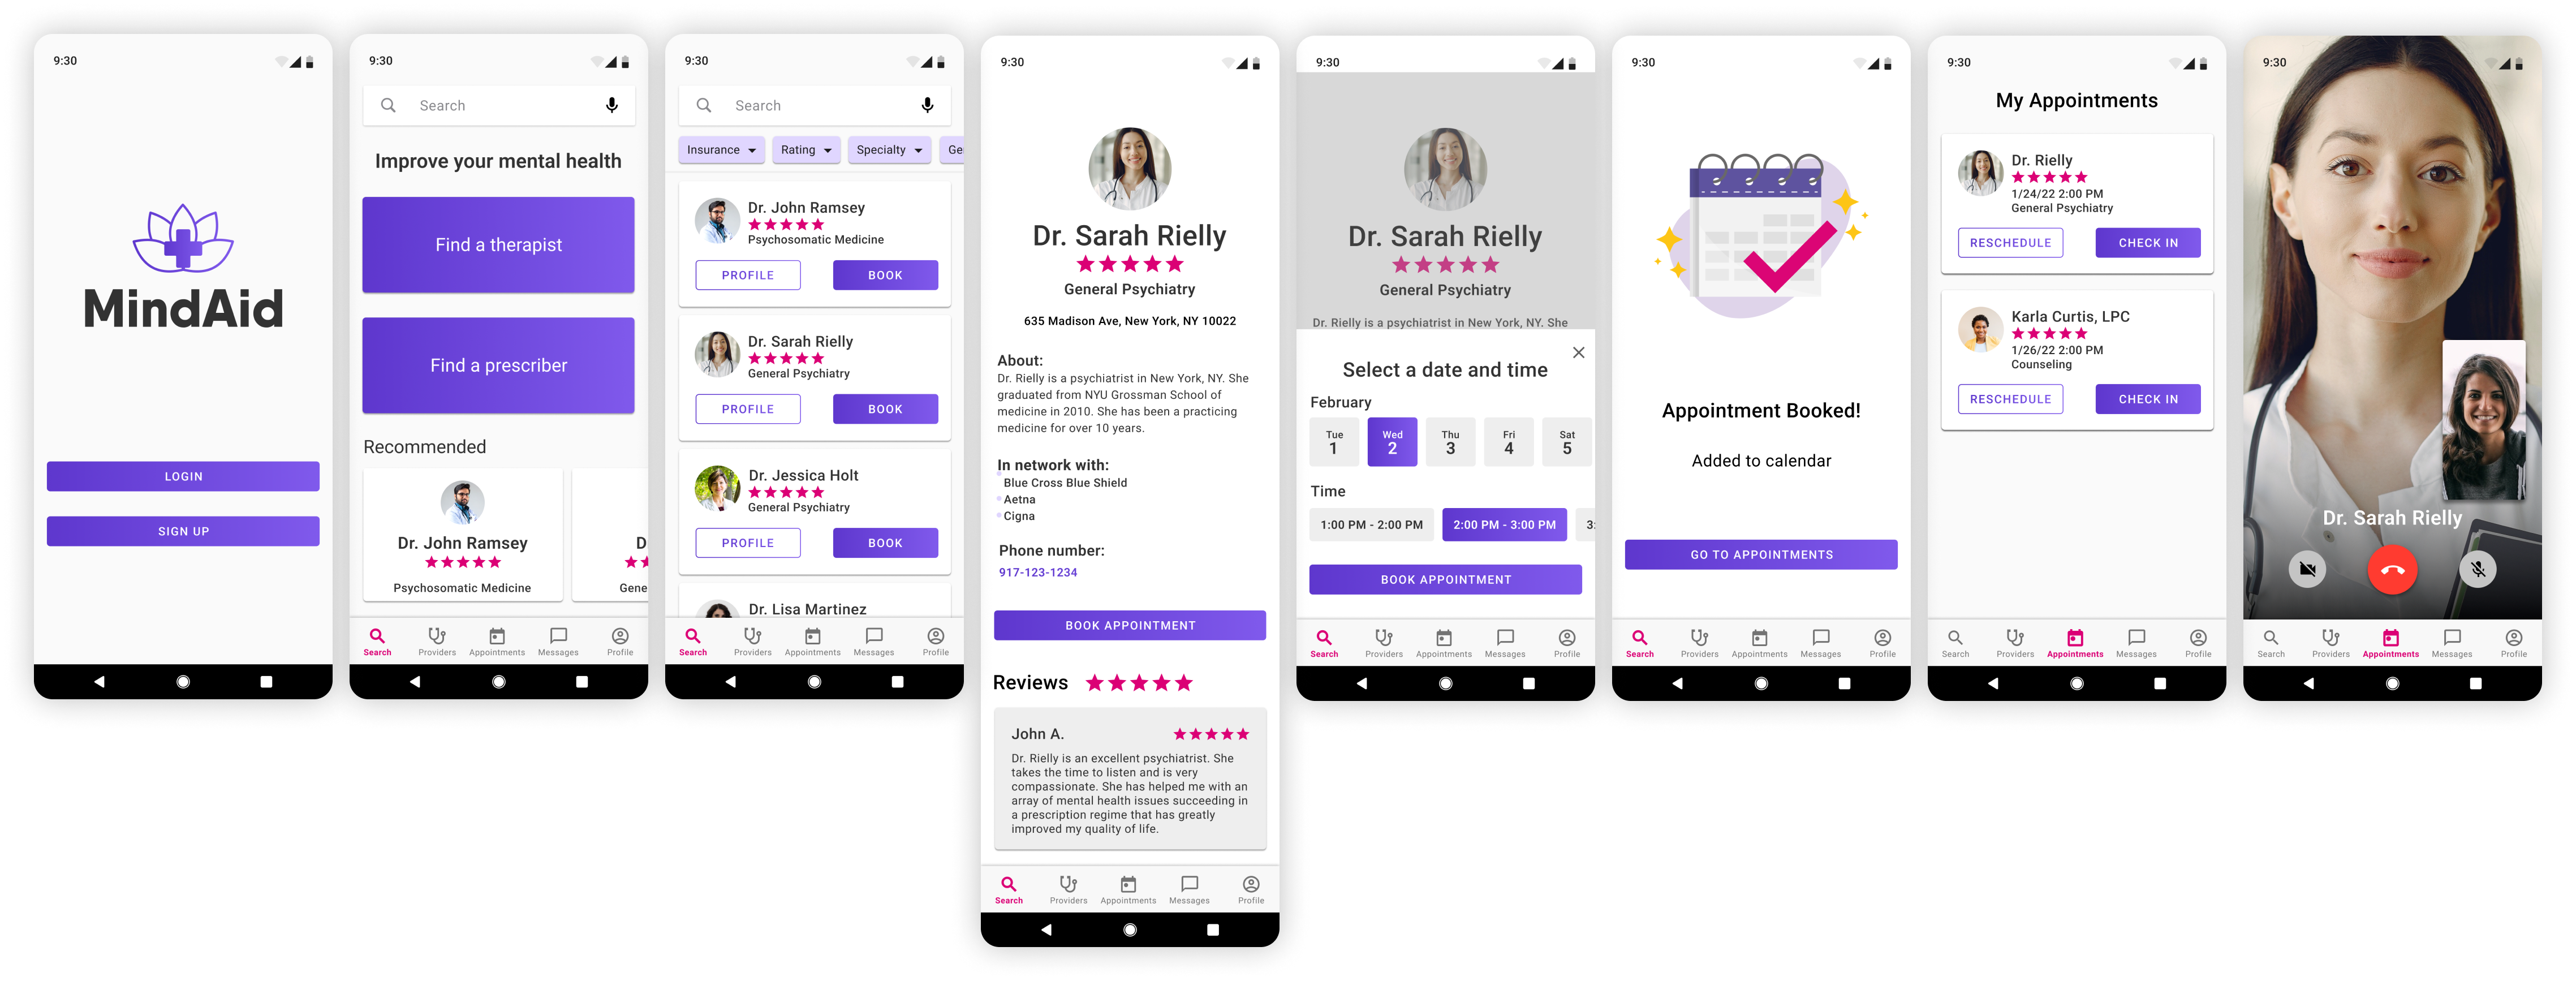 9:30
MindAid
LOGIN
SIGN UP
9:30
Search
Improve your mental health
Find a therapist
Find a prescriber
Recommended
Dr. John Ramsey
Psychosomatic Medicine
D
Gene
Search Providers Appointments Messages Profile
9:30
Search
Insurance Rating Specialty Ge
Dr. John Ramsey
Psychosomatic Medicine
PROFILE BOOK
Dr. Sarah Rielly
General Psychiatry
PROFILE BOOK
Dr. Jessica Holt
General Psychiatry
PROFILE BOOK
Dr. Lisa Martinez
Search Providers Appointments Messages Profile
9:30
Dr. Sarah Rielly
General Psychiatry
635 Madison Ave, New York, NY 10022
About:
Dr. Rielly is a psychiatrist in New York, NY. She
graduated from NYU Grossman School of
medicine in 2010. She has been a practicing
medicine for over 10 years.
In network with:
Blue Cross Blue Shield
Aetna
Cigna
Phone number:
917-123-1234
BOOK APPOINTMENT
Reviews
John A.
Dr. Rielly is an excellent psychiatrist. She
takes the time to listen and is very
compassionate. She has helped me with an
array of mental health issues succeeding in
a prescription regime that has greatly
improved my quality of life.
Search Providers Appointments Messages Profile
9:30
Dr. Sarah Rielly
General Psychiatry
Dr. Rielly is a psychiatrist in New York, NY. She
Select a date and time
February
Tue Wed Thu Fri Sat
1 2 3 4 5
Time
1:00 PM - 2:00 PM 2:00 PM - 3:00 PM 3:
BOOK APPOINTMENT
Search Providers Appointments Messages Profile
9:30
Appointment Booked!
Added to calendar
GO TO APPOINTMENTS
Search Providers Appointments Messages Profile
9:30
My Appointments
Dr. Rielly
1/24/22 2:00 PM
General Psychiatry
RESCHEDULE CHECK IN
Karla Curtis, LPC
1/26/22 2:00 PM
Counseling
RESCHEDULE CHECK IN
Search Providers Appointments Messages Profile
9:30
Dr. Sarah Rielly
Search Providers Appointments Messages Profile